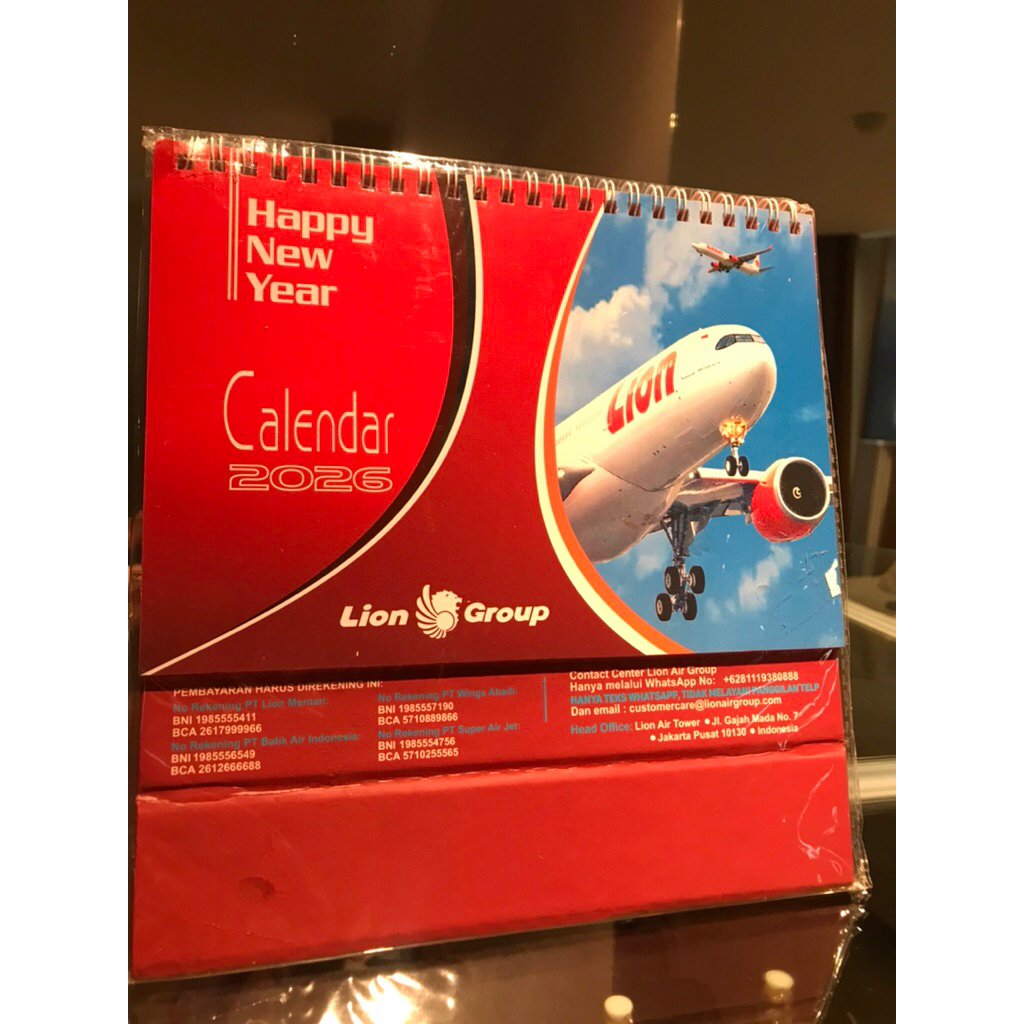 Happy
New
Year
Calendar
2026
Lion Group
Lion
PEMBAYARAN HARUS DIREKENING INI:
No Rekening PT Lion Mentari:
BNI 1985555411
BCA 2617999966
No Rekening PT Batik Air Indonesia:
BNI 1985556549
BCA 2612666688
No Rekening PT Wings Abadi:
BNI 1985557190
BCA 5710889866
No Rekening PT Super Air Jet:
BNI 1985554756
BCA 5710255565
Contact Center Lion Air Group
Hanya melalui WhatsApp No: +6281119380888
HANYA TEKS WHATSAPP, TIDAK MELAYANI PANGGILAN TELP
Dan email : customercare@lionairgroup.com
Head Office: Lion Air Tower • Jl. Gajah Mada No. 7
• Jakarta Pusat 10130 • Indonesia